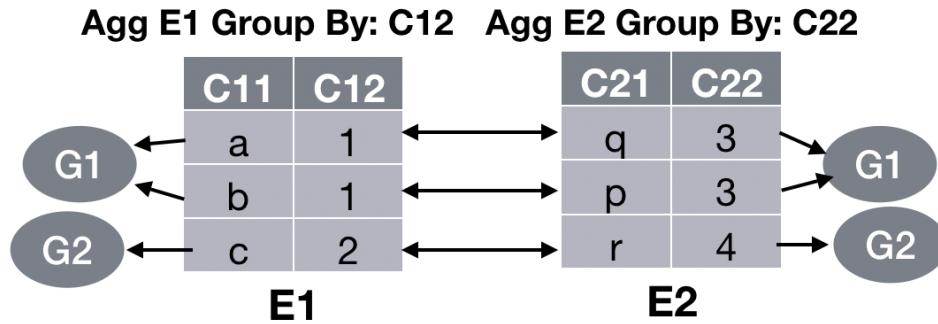 Agg E1 Group By: C12 Agg E2 Group By: C22
C11 C12 C21 C22
a 1 q 3
G1 G1
b 1 p 3
G2 c 2 r 4 G2
E1 E2